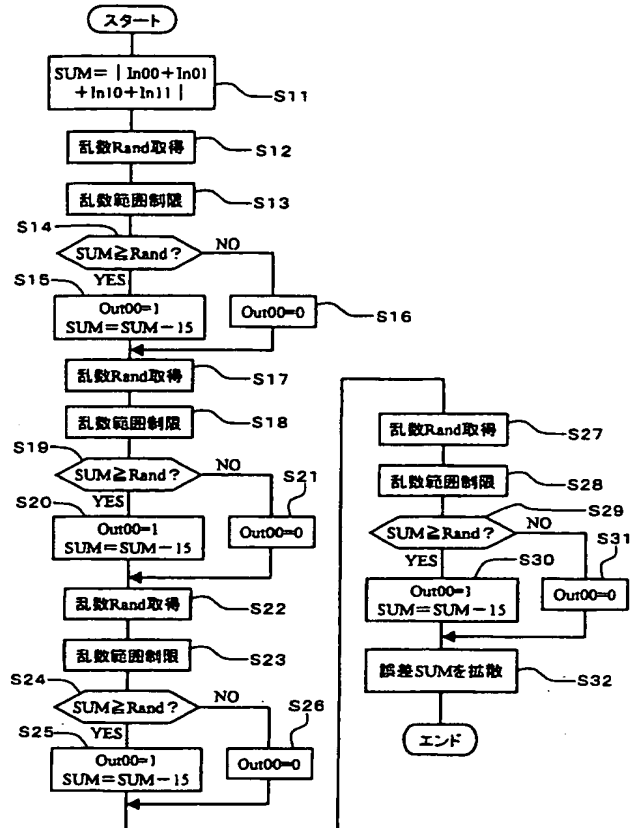 スタート
SUM=｜In00+In01
+In10+In11｜
S11
乱数Rand取得
S12
乱数範囲制限
S13
S14
SUM≧Rand？
NO
YES
S15
Out00=1
SUM=SUM－15
Out00=0
S16
乱数Rand取得
S17
乱数範囲制限
S18
S19
SUM≧Rand？
NO
YES
S20
Out00=1
SUM=SUM－15
S21
Out00=0
乱数Rand取得
S22
乱数範囲制限
S23
S24
SUM≧Rand？
NO
YES
S25
Out00=1
SUM=SUM－15
S26
Out00=0
乱数Rand取得
S27
乱数範囲制限
S28
S29
SUM≧Rand？
NO
YES
S30
Out00=1
SUM=SUM－15
S31
Out00=0
誤差SUMを拡散
S32
エンド